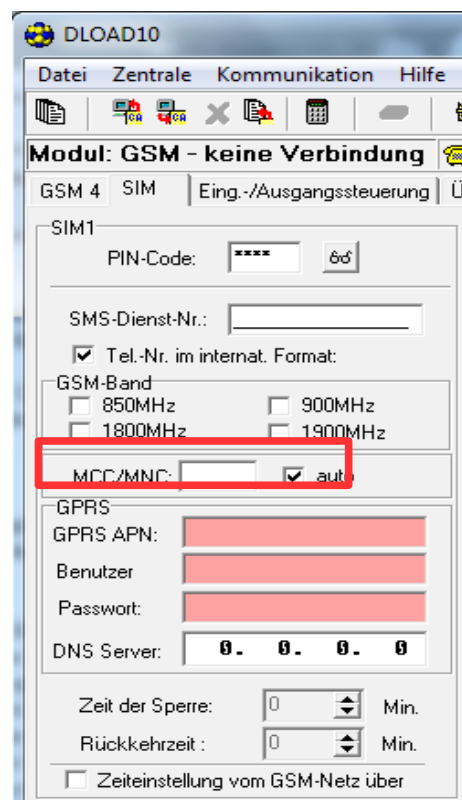 DLOAD10
Datei Zentrale Kommunikation Hilfe
Modul: GSM - keine Verbindung
GSM 4 SIM Eing.-/Ausgangssteuerung Ü
SIM1
PIN-Code: ****
SMS-Dienst-Nr.:
Tel.-Nr. im internat. Format:
GSM-Band
850MHz 900MHz
1800MHz 1900MHz
MCC/MNC: auto
GPRS
GPRS APN:
Benutzer
Passwort:
DNS Server: 0. 0. 0. 0
Zeit der Sperre: 0 Min.
Rückkehrzeit : 0 Min.
Zeiteinstellung vom GSM-Netz über